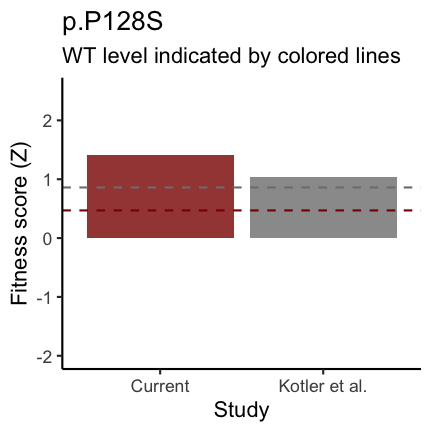 p.P128S
WT level indicated by colored lines
Fitness score (Z)
2
1
0
-1
-2
Current
Kotler et al.
Study